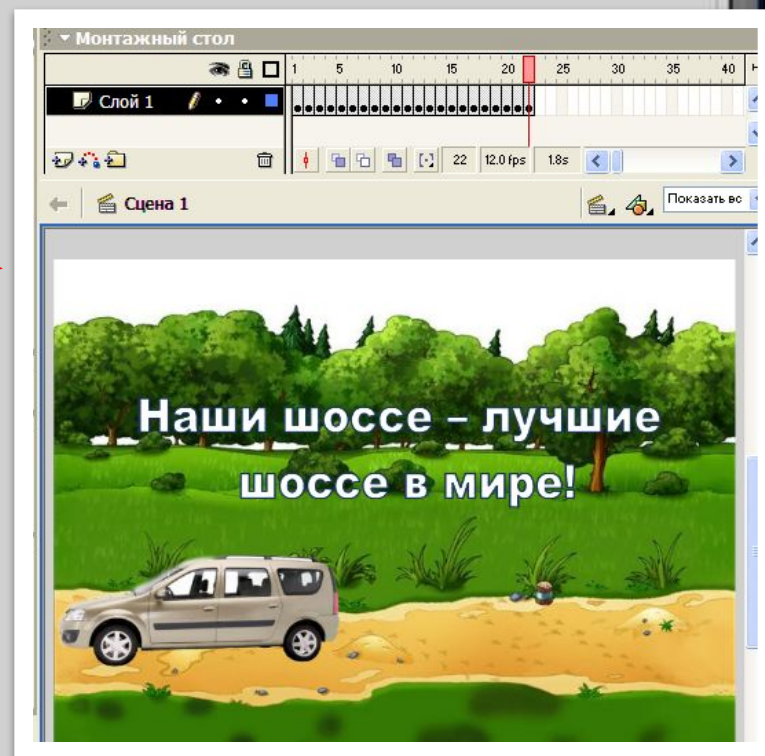 Монтажный стол
1 5 10 15 20 25 30 35 40
Слой 1
22 12.0 fps 1.8s
Сцена 1
Показать вс
Наши шоссе – лучшие
шоссе в мире!